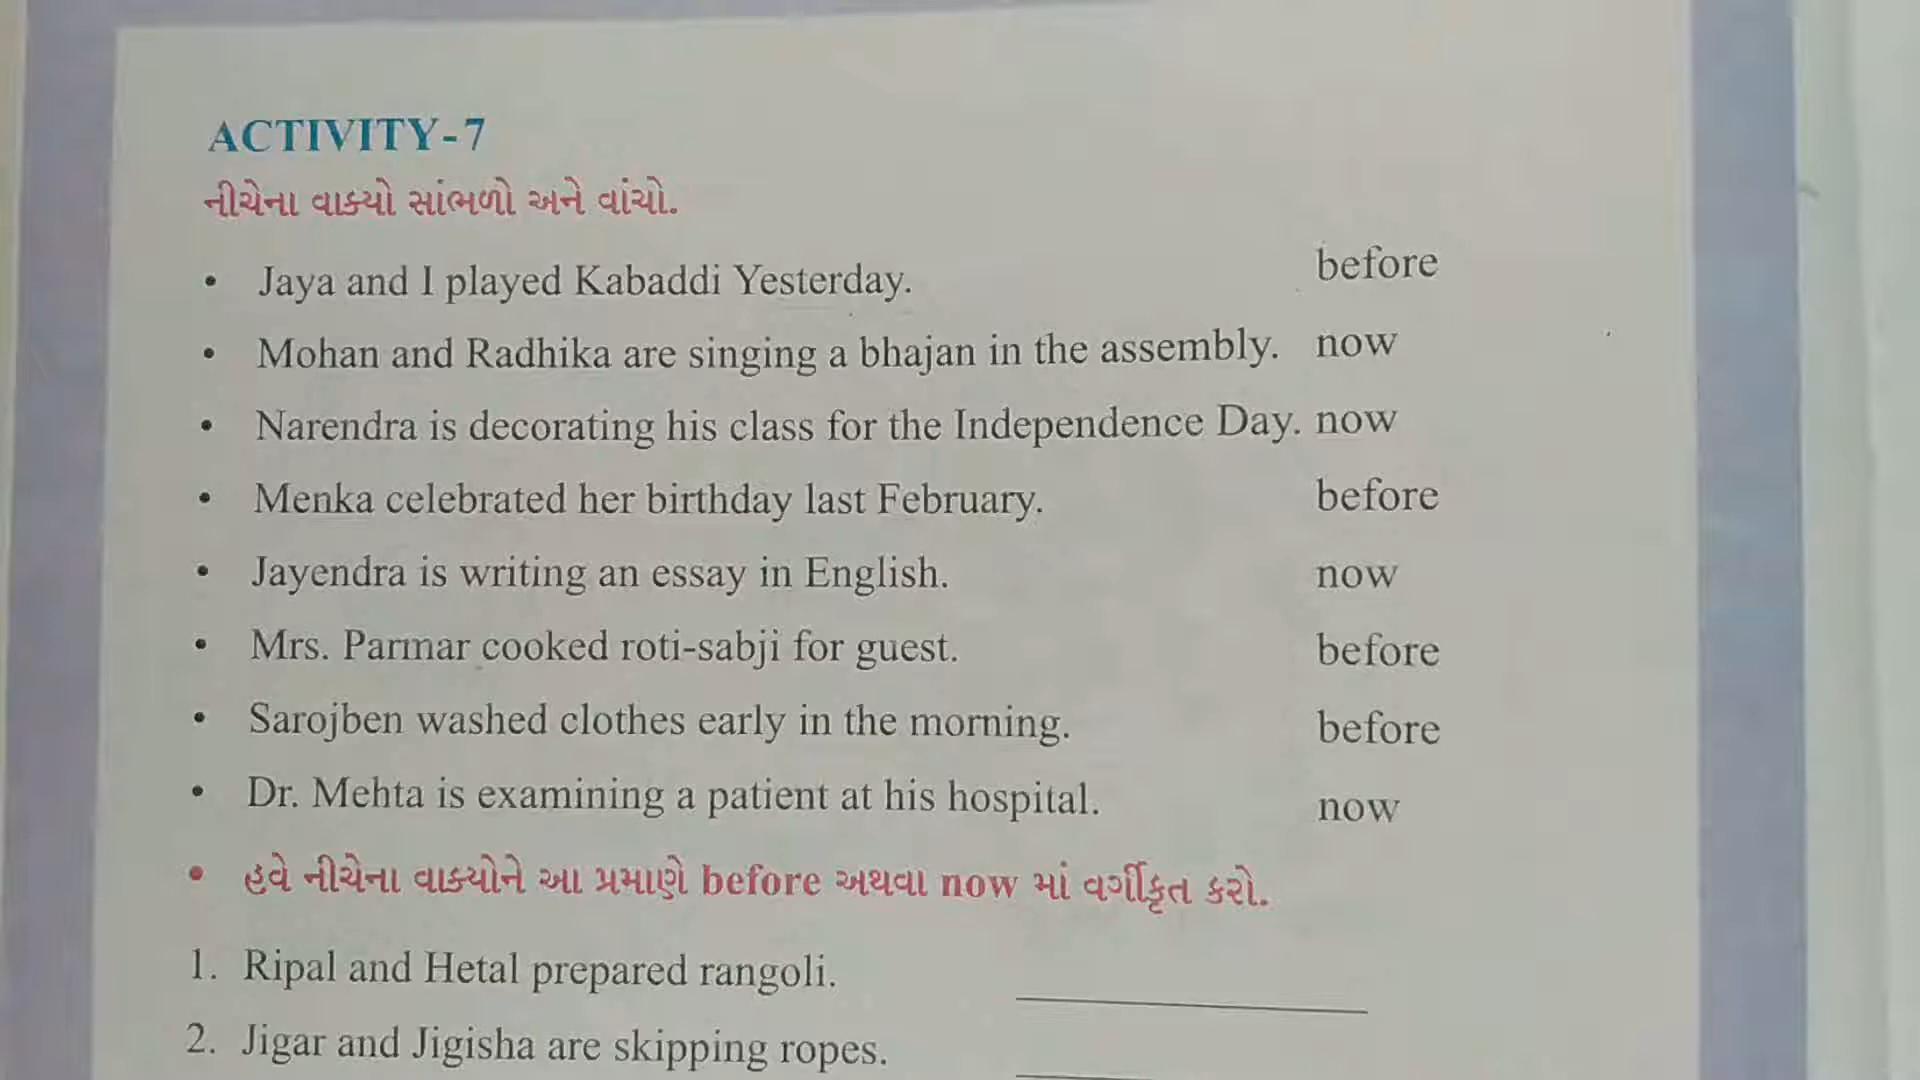 ACTIVITY-7
નીચેના વાક્યો સાંભળો અને વાંચો.
• Jaya and I played Kabaddi Yesterday. before
• Mohan and Radhika are singing a bhajan in the assembly. now
• Narendra is decorating his class for the Independence Day. now
• Menka celebrated her birthday last February. before
• Jayendra is writing an essay in English. now
• Mrs. Parmar cooked roti-sabji for guest. before
• Sarojben washed clothes early in the morning. before
• Dr. Mehta is examining a patient at his hospital. now
• હવે નીચેના વાક્યોને આ પ્રમાણે before અથવા now માં વર્ગીકૃત કરો.
1. Ripal and Hetal prepared rangoli.
2. Jigar and Jigisha are skipping ropes.